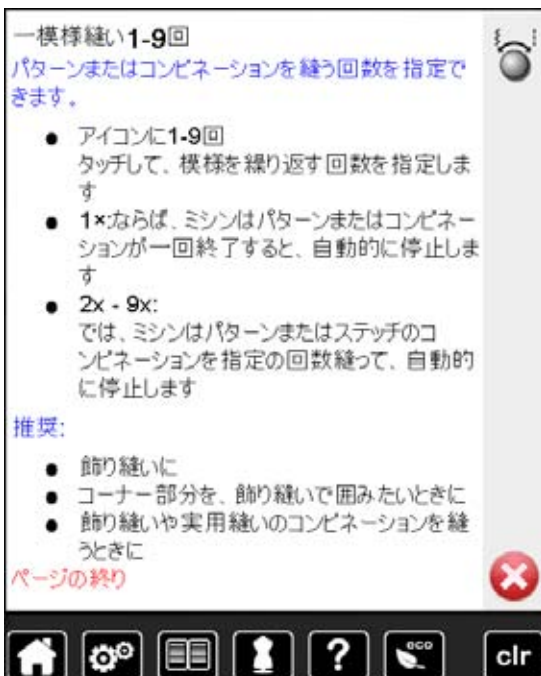 一模様縫い1-9回
パターンまたはコンビネーションを縫う回数を指定で
きます。
● アイコンに1-9回
タッチして、模様を繰り返す回数を指定しま
す
● 1×:ならば、ミシンはパターンまたはコンビネー
ションが一回終了すると、自動的に停止しま
す
● 2x - 9x:
では、ミシンはパターンまたはステッチのコ
ンビネーションを指定の回数縫って、自動的
に停止します
推奨:
● 飾り縫いに
● コーナー部分を、飾り縫いで囲みたいときに
● 飾り縫いや実用縫いのコンビネーションを縫
うときに
ページの終り
? eco clr